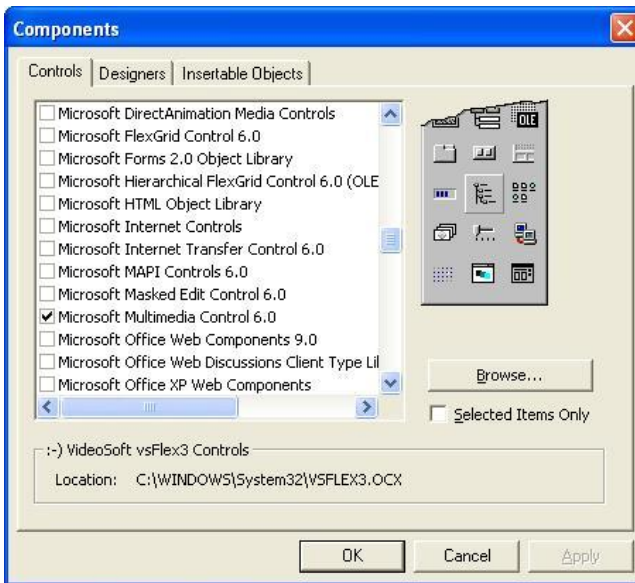 Components
Controls Designers Insertable Objects
Microsoft DirectAnimation Media Controls
Microsoft FlexGrid Control 6.0
Microsoft Forms 2.0 Object Library
Microsoft Hierarchical FlexGrid Control 6.0 (OLE
Microsoft HTML Object Library
Microsoft Internet Controls
Microsoft Internet Transfer Control 6.0
Microsoft MAPI Controls 6.0
Microsoft Masked Edit Control 6.0
Microsoft Multimedia Control 6.0
Microsoft Office Web Components 9.0
Microsoft Office Web Discussions Client Type Lil
Microsoft Office XP Web Components
OLE
Browse...
Selected Items Only
:-) VideoSoft vsFlex3 Controls
Location: C:\WINDOWS\System32\VSFLEX3.OCX
OK Cancel Apply